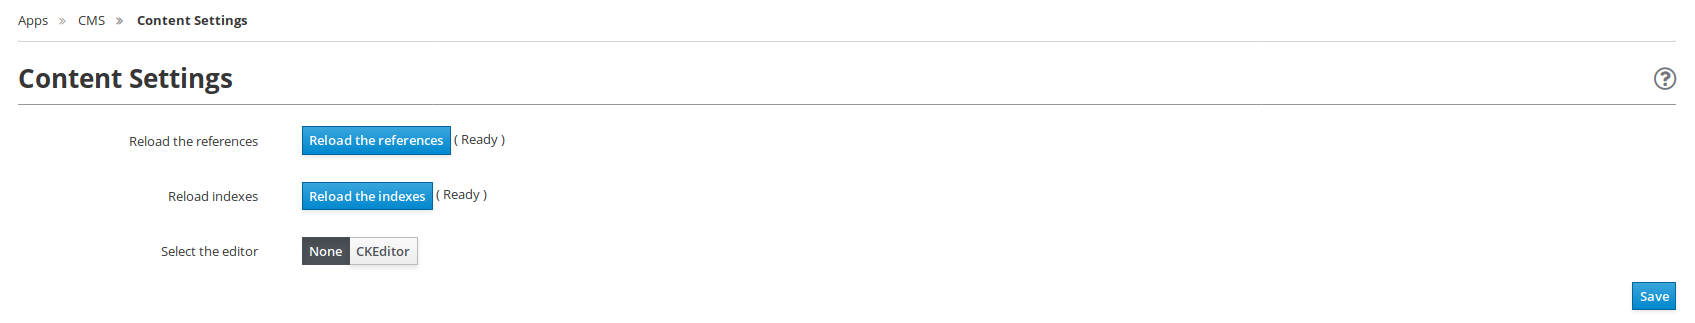 Apps » CMS » Content Settings
Content Settings
Reload the references Reload the references ( Ready )
Reload indexes Reload the indexes ( Ready )
Select the editor None CKEditor
Save